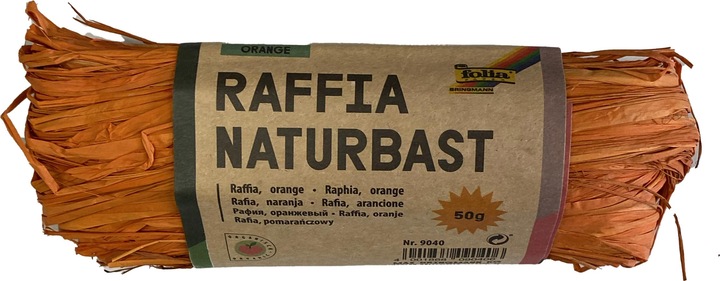 ORANGE
RAFFIA
NATURBAST
folia
BRINGMANN
Raffia, orange • Raphia, orange
Rafia, naranja • Rafia, arancione
Рафия, оранжевый • Raffia, oranje
Rafia, pomarańczowy
50g
Nr. 9040